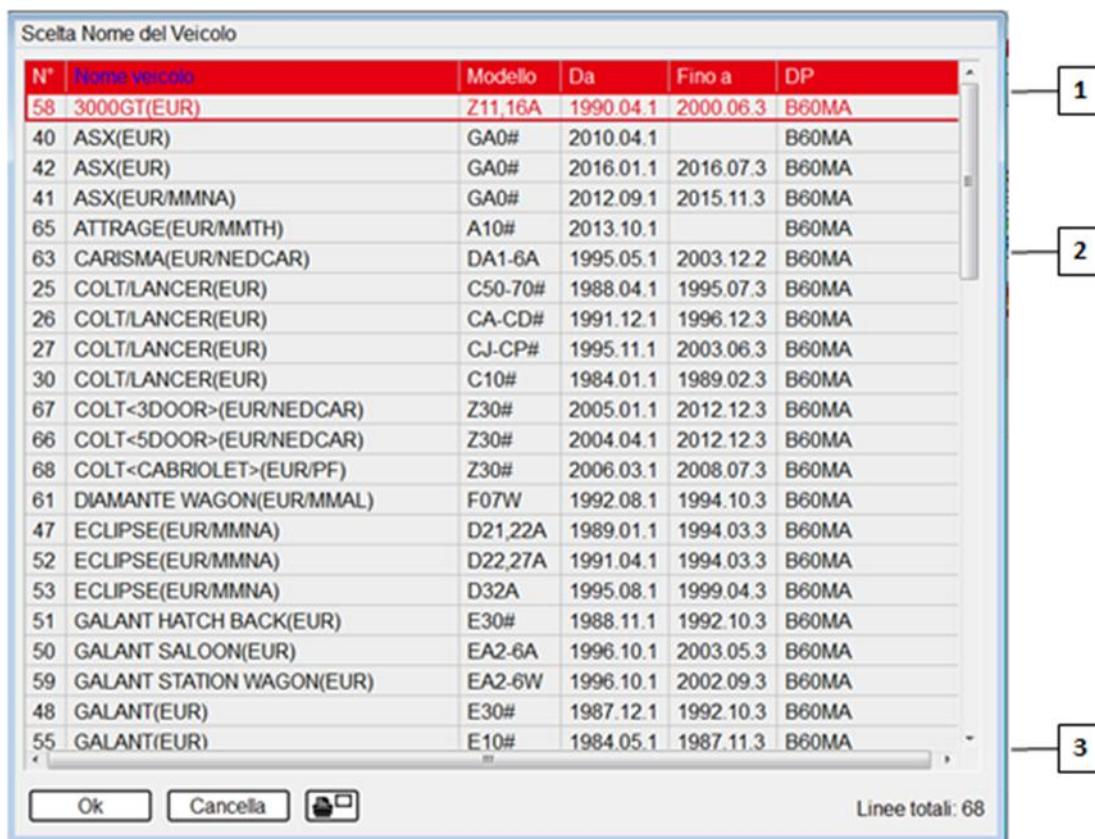 Scelta Nome del Veicolo
N° Nome veicolo Modello Da Fino a DP
1
58 3000GT(EUR) Z11,16A 1990.04.1 2000.06.3 B60MA
40 ASX(EUR) GA0# 2010.04.1 B60MA
42 ASX(EUR) GA0# 2016.01.1 2016.07.3 B60MA
41 ASX(EUR/MMNA) GA0# 2012.09.1 2015.11.3 B60MA
65 ATTRAGE(EUR/MMTH) A10# 2013.10.1 B60MA
2
63 CARISMA(EUR/NEDCAR) DA1-6A 1995.05.1 2003.12.2 B60MA
25 COLT/LANCER(EUR) C50-70# 1988.04.1 1995.07.3 B60MA
26 COLT/LANCER(EUR) CA-CD# 1991.12.1 1996.12.3 B60MA
27 COLT/LANCER(EUR) CJ-CP# 1995.11.1 2003.06.3 B60MA
30 COLT/LANCER(EUR) C10# 1984.01.1 1989.02.3 B60MA
67 COLT<3DOOR>(EUR/NEDCAR) Z30# 2005.01.1 2012.12.3 B60MA
66 COLT<5DOOR>(EUR/NEDCAR) Z30# 2004.04.1 2012.12.3 B60MA
68 COLT<CABRIOLET>(EUR/PF) Z30# 2006.03.1 2008.07.3 B60MA
61 DIAMANTE WAGON(EUR/MMAL) F07W 1992.08.1 1994.10.3 B60MA
47 ECLIPSE(EUR/MMNA) D21,22A 1989.01.1 1994.03.3 B60MA
52 ECLIPSE(EUR/MMNA) D22,27A 1991.04.1 1994.03.3 B60MA
53 ECLIPSE(EUR/MMNA) D32A 1995.08.1 1999.04.3 B60MA
51 GALANT HATCH BACK(EUR) E30# 1988.11.1 1992.10.3 B60MA
50 GALANT SALOON(EUR) EA2-6A 1996.10.1 2003.05.3 B60MA
59 GALANT STATION WAGON(EUR) EA2-6W 1996.10.1 2002.09.3 B60MA
48 GALANT(EUR) E30# 1987.12.1 1992.10.3 B60MA
55 GALANT(EUR) E10# 1984.05.1 1987.11.3 B60MA
3
Ok Cancella Linee totali: 68